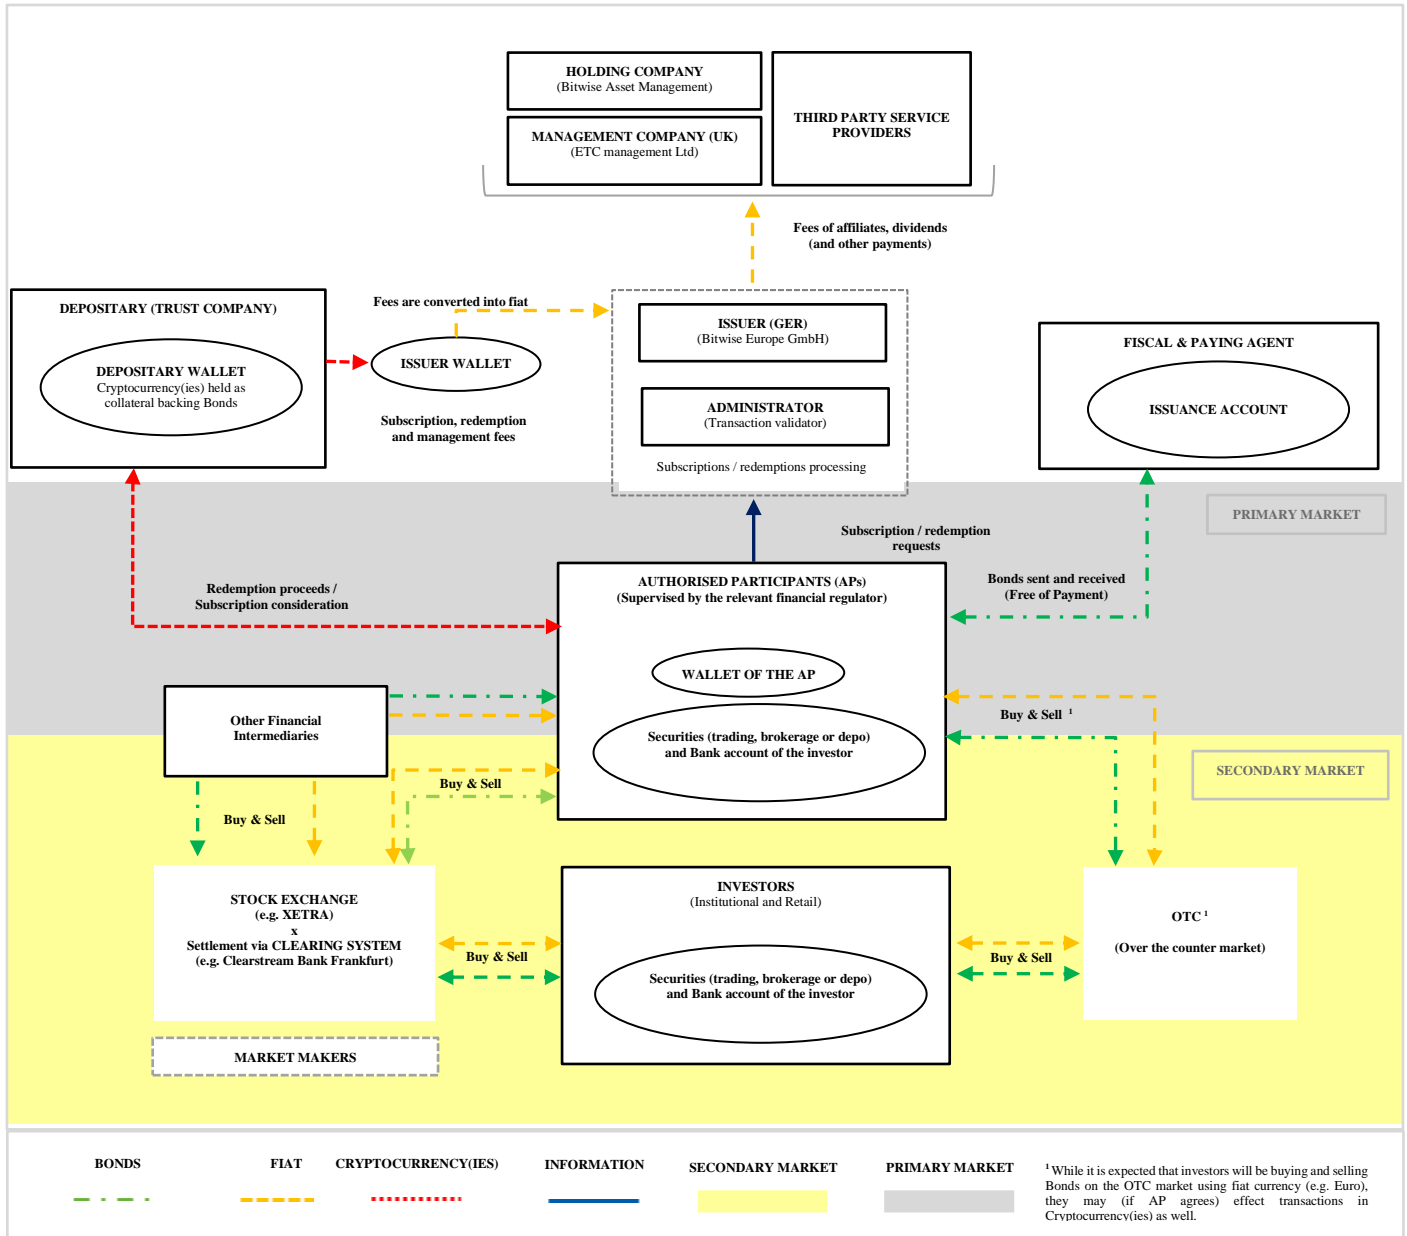 HOLDING COMPANY
(Bitwise Asset Management)
MANAGEMENT COMPANY (UK)
(ETC management Ltd)
THIRD PARTY SERVICE
PROVIDERS
Fees of affiliates, dividends
(and other payments)
DEPOSITARY (TRUST COMPANY)
DEPOSITARY WALLET
Cryptocurrency(ies) held as
collateral backing Bonds
Fees are converted into fiat
ISSUER WALLET
Subscription, redemption
and management fees
ISSUER (GER)
(Bitwise Europe GmbH)
ADMINISTRATOR
(Transaction validator)
Subscriptions / redemptions processing
FISCAL & PAYING AGENT
ISSUANCE ACCOUNT
PRIMARY MARKET
Subscription / redemption
requests
Redemption proceeds /
Subscription consideration
AUTHORISED PARTICIPANTS (APs)
(Supervised by the relevant financial regulator)
WALLET OF THE AP
Securities (trading, brokerage or depo)
and Bank account of the investor
Bonds sent and received
(Free of Payment)
Other Financial
Intermediaries
Buy & Sell ¹
SECONDARY MARKET
Buy & Sell
Buy & Sell
STOCK EXCHANGE
(e.g. XETRA)
x
Settlement via CLEARING SYSTEM
(e.g. Clearstream Bank Frankfurt)
Buy & Sell
INVESTORS
(Institutional and Retail)
Securities (trading, brokerage or depo)
and Bank account of the investor
Buy & Sell
OTC ¹
(Over the counter market)
MARKET MAKERS
BONDS
FIAT
CRYPTOCURRENCY(IES)
INFORMATION
SECONDARY MARKET
PRIMARY MARKET
¹ While it is expected that investors will be buying and selling
Bonds on the OTC market using fiat currency (e.g. Euro),
they may (if AP agrees) effect transactions in
Cryptocurrency(ies) as well.